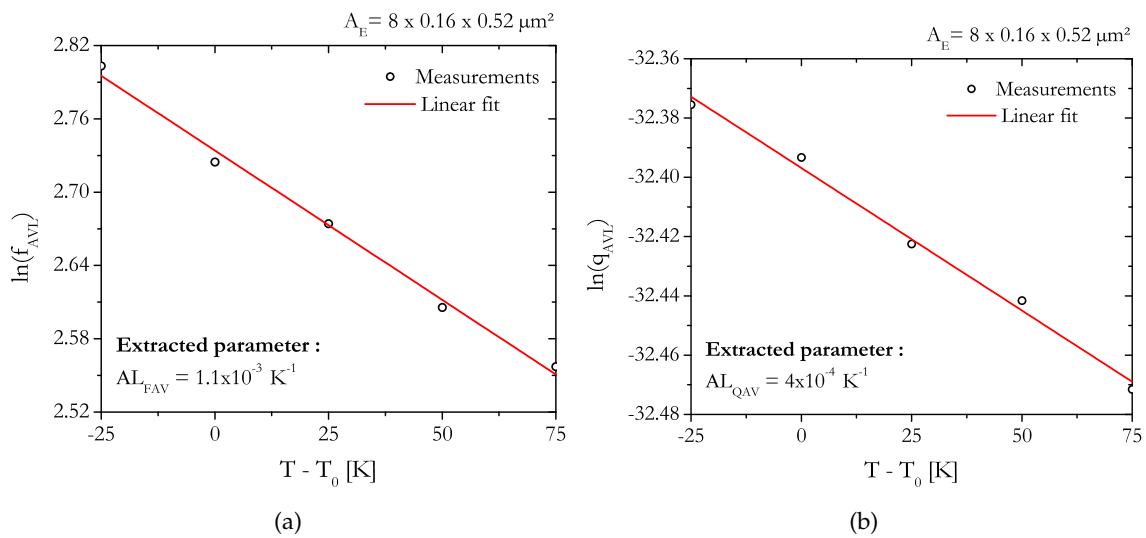 A_E = 8 x 0.16 x 0.52 µm²
2.82
2.76
2.70
2.64
2.58
2.52
ln(f_AVL)
Measurements
Linear fit
Extracted parameter :
AL_FAV = 1.1x10^-3 K^-1
-25 0 25 50 75
T - T_0 [K]
(a)
A_E = 8 x 0.16 x 0.52 µm²
-32.36
-32.38
-32.40
-32.42
-32.44
-32.46
-32.48
ln(q_AVL)
Measurements
Linear fit
Extracted parameter :
AL_QAV = 4x10^-4 K^-1
-25 0 25 50 75
T - T_0 [K]
(b)